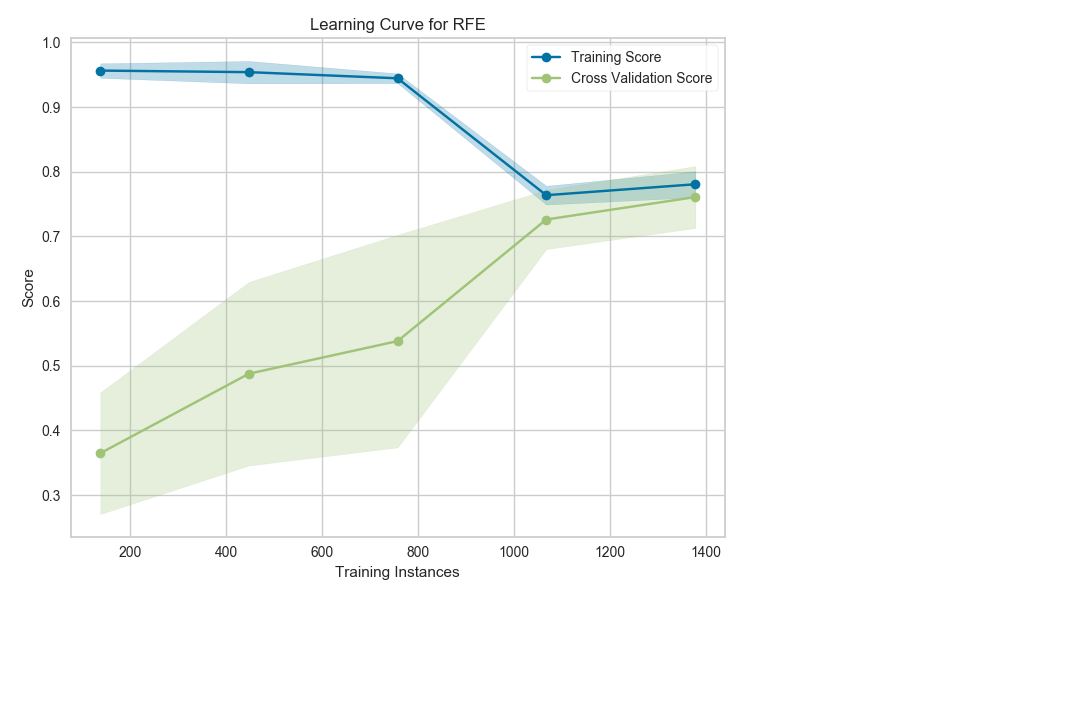 Learning Curve for RFE
Training Score
Cross Validation Score
1.0
0.9
0.8
0.7
0.6
0.5
0.4
0.3
Score
200 400 600 800 1000 1200 1400
Training Instances